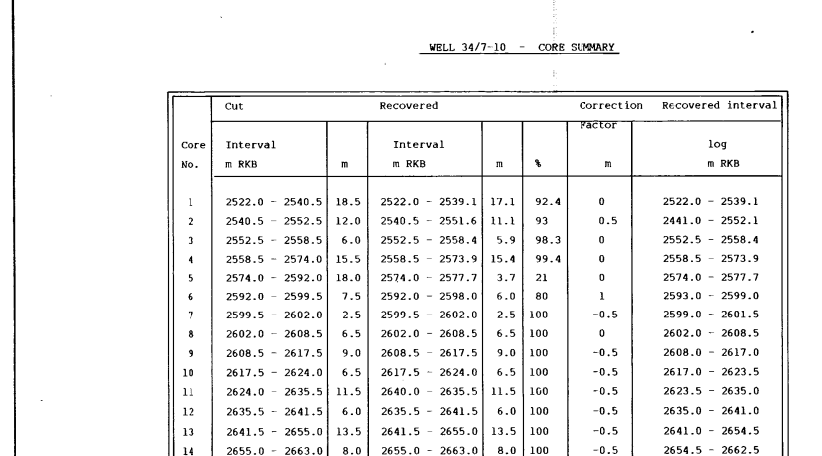 WELL 34/7-10 - CORE SUMMARY
Cut Recovered Correction Recovered interval
Factor
Core Interval Interval log
No. m RKB m m RKB m % m m RKB
1 2522.0 - 2540.5 18.5 2522.0 - 2539.1 17.1 92.4 0 2522.0 - 2539.1
2 2540.5 - 2552.5 12.0 2540.5 - 2551.6 11.1 93 0.5 2441.0 - 2552.1
3 2552.5 - 2558.5 6.0 2552.5 - 2558.4 5.9 98.3 0 2552.5 - 2558.4
4 2558.5 - 2574.0 15.5 2558.5 - 2573.9 15.4 99.4 0 2558.5 - 2573.9
5 2574.0 - 2592.0 18.0 2574.0 - 2577.7 3.7 21 0 2574.0 - 2577.7
6 2592.0 - 2599.5 7.5 2592.0 - 2598.0 6.0 80 1 2593.0 - 2599.0
7 2599.5 - 2602.0 2.5 2599.5 - 2602.0 2.5 100 -0.5 2599.0 - 2601.5
8 2602.0 - 2608.5 6.5 2602.0 - 2608.5 6.5 100 0 2602.0 - 2608.5
9 2608.5 - 2617.5 9.0 2608.5 - 2617.5 9.0 100 -0.5 2608.0 - 2617.0
10 2617.5 - 2624.0 6.5 2617.5 - 2624.0 6.5 100 -0.5 2617.0 - 2623.5
11 2624.0 - 2635.5 11.5 2640.0 - 2635.5 11.5 100 -0.5 2623.5 - 2635.0
12 2635.5 - 2641.5 6.0 2635.5 - 2641.5 6.0 100 -0.5 2635.0 - 2641.0
13 2641.5 - 2655.0 13.5 2641.5 - 2655.0 13.5 100 -0.5 2641.0 - 2654.5
14 2655.0 - 2663.0 8.0 2655.0 - 2663.0 8.0 100 -0.5 2654.5 - 2662.5